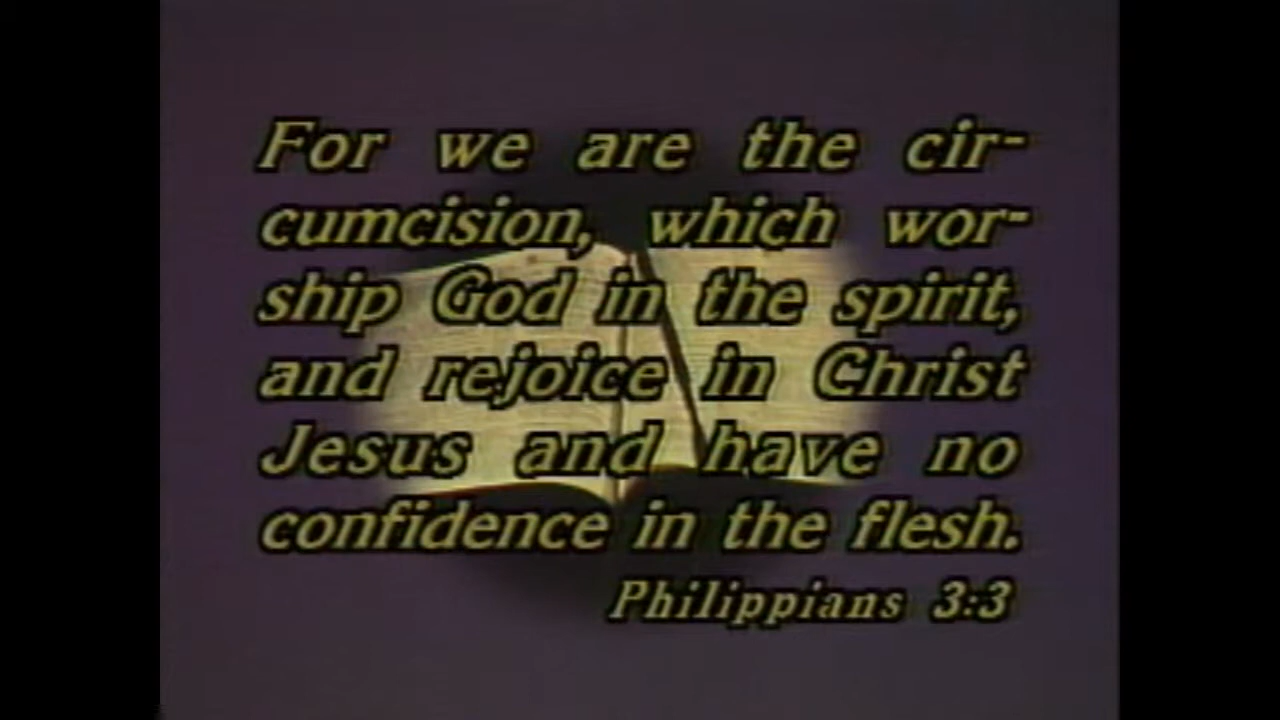 For we are the cir-
cumcision, which wor-
ship God in the spirit,
and rejoice in Christ
Jesus and have no
confidence in the flesh.
Philippians 3:3